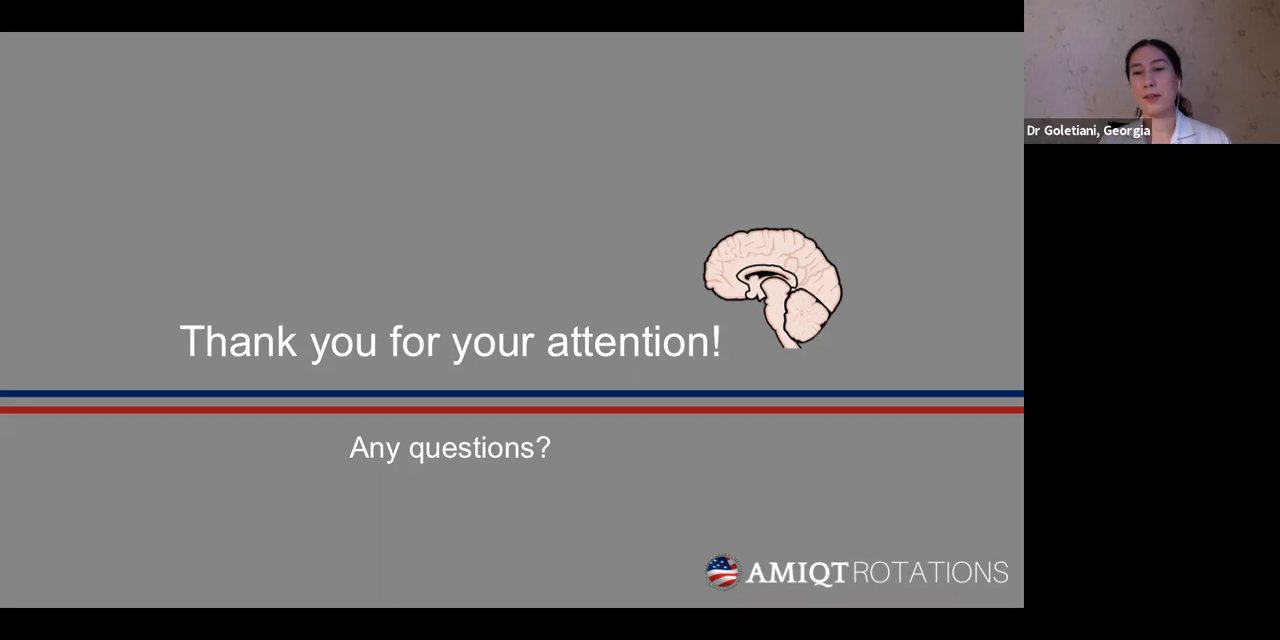 Dr Goletiani, Georgia
Thank you for your attention!
Any questions?
AMIQT ROTATIONS